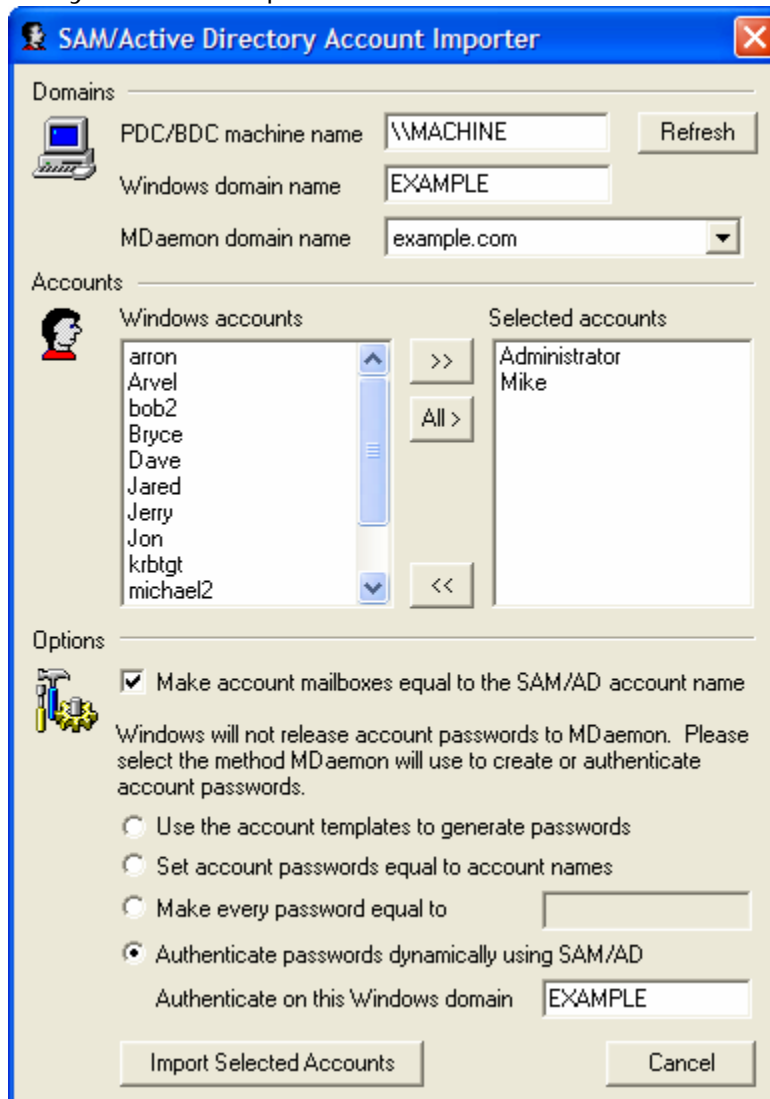 SAM/Active Directory Account Importer
Domains
PDC/BDC machine name \\MACHINE Refresh
Windows domain name EXAMPLE
MDaemon domain name example.com
Accounts
Windows accounts Selected accounts
arron
Arvel
bob2
Bryce
Dave
Jared
Jerry
Jon
krbtgt
michael2
>>
All >
<<
Administrator
Mike
Options
Make account mailboxes equal to the SAM/AD account name
Windows will not release account passwords to MDaemon. Please
select the method MDaemon will use to create or authenticate
account passwords.
Use the account templates to generate passwords
Set account passwords equal to account names
Make every password equal to
Authenticate passwords dynamically using SAM/AD
Authenticate on this Windows domain EXAMPLE
Import Selected Accounts Cancel